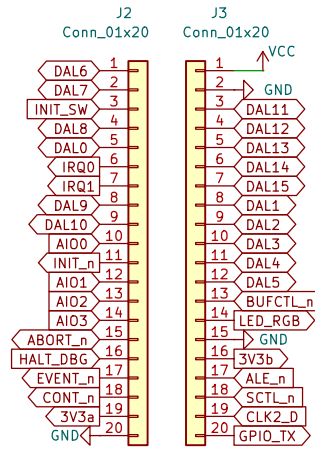 J2 J3
Conn_01x20 Conn_01x20
VCC
DAL6 1 1
DAL7 2 2 GND
INIT_SW 3 3 DAL11
DAL8 4 4 DAL12
DAL0 5 5 DAL13
IRQ0 6 6 DAL14
IRQ1 7 7 DAL15
DAL9 8 8 DAL1
DAL10 9 9 DAL2
AIO0 10 10 DAL3
INIT_n 11 11 DAL4
AIO1 12 12 DAL5
AIO2 13 13 BUFCTL_n
AIO3 14 14 LED_RGB
ABORT_n 15 15 GND
HALT_DBG 16 16 3V3b
EVENT_n 17 17 ALE_n
CONT_n 18 18 SCTL_n
3V3a 19 19 CLK2_D
GND 20 20 GPIO_TX